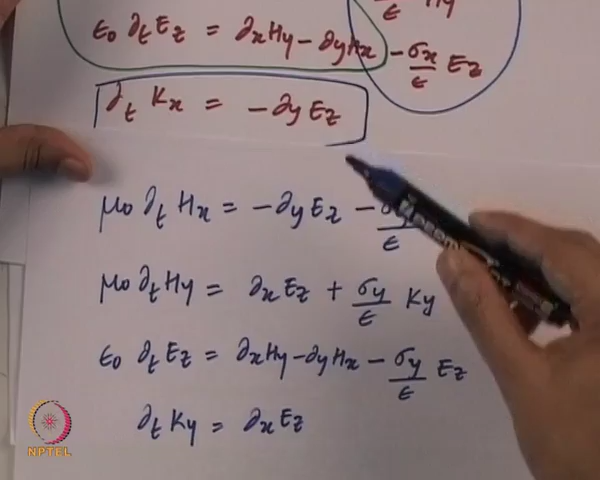 Hy
ε
ε₀ ∂t Ez = ∂x Hy − ∂y Hx − σx/ε Ez
∂t Kx = − ∂y Ez
μ₀ ∂t Hx = − ∂y Ez −
ε
μ₀ ∂t Hy = ∂x Ez + σy/ε Ky
ε₀ ∂t Ez = ∂x Hy − ∂y Hx − σy/ε Ez
∂t Ky = ∂x Ez
NPTEL